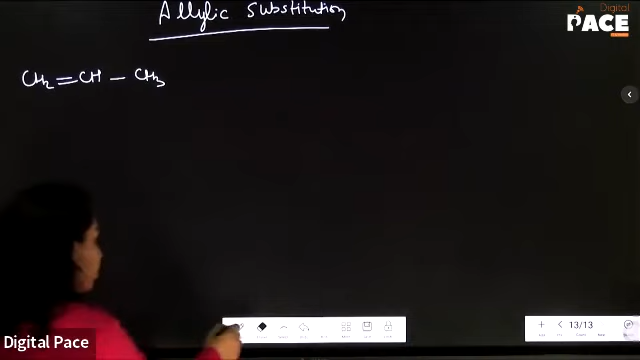 Allylic Substitution
Digital
PACE
CH2=CH-CH3
13/13
Digital Pace